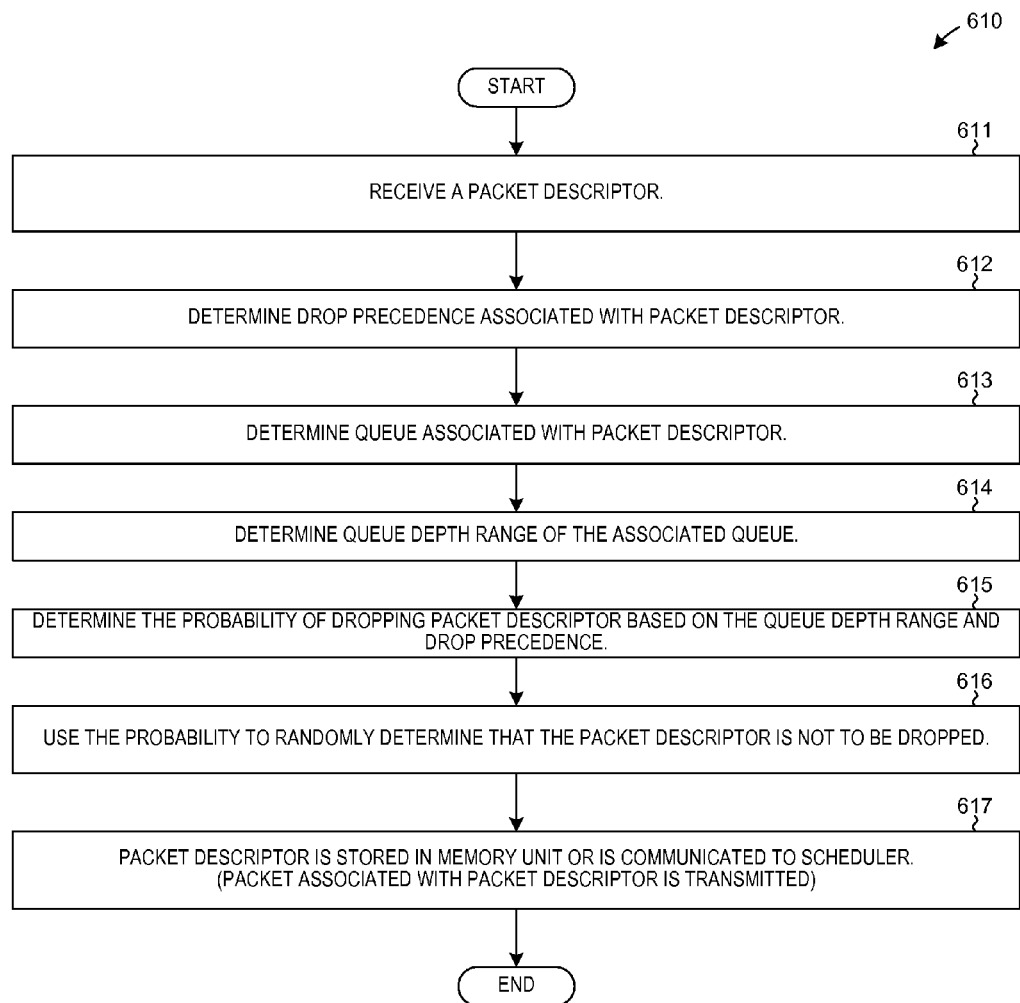 610
START
611
RECEIVE A PACKET DESCRIPTOR.
612
DETERMINE DROP PRECEDENCE ASSOCIATED WITH PACKET DESCRIPTOR.
613
DETERMINE QUEUE ASSOCIATED WITH PACKET DESCRIPTOR.
614
DETERMINE QUEUE DEPTH RANGE OF THE ASSOCIATED QUEUE.
615
DETERMINE THE PROBABILITY OF DROPPING PACKET DESCRIPTOR BASED ON THE QUEUE DEPTH RANGE AND
DROP PRECEDENCE.
616
USE THE PROBABILITY TO RANDOMLY DETERMINE THAT THE PACKET DESCRIPTOR IS NOT TO BE DROPPED.
617
PACKET DESCRIPTOR IS STORED IN MEMORY UNIT OR IS COMMUNICATED TO SCHEDULER.
(PACKET ASSOCIATED WITH PACKET DESCRIPTOR IS TRANSMITTED)
END